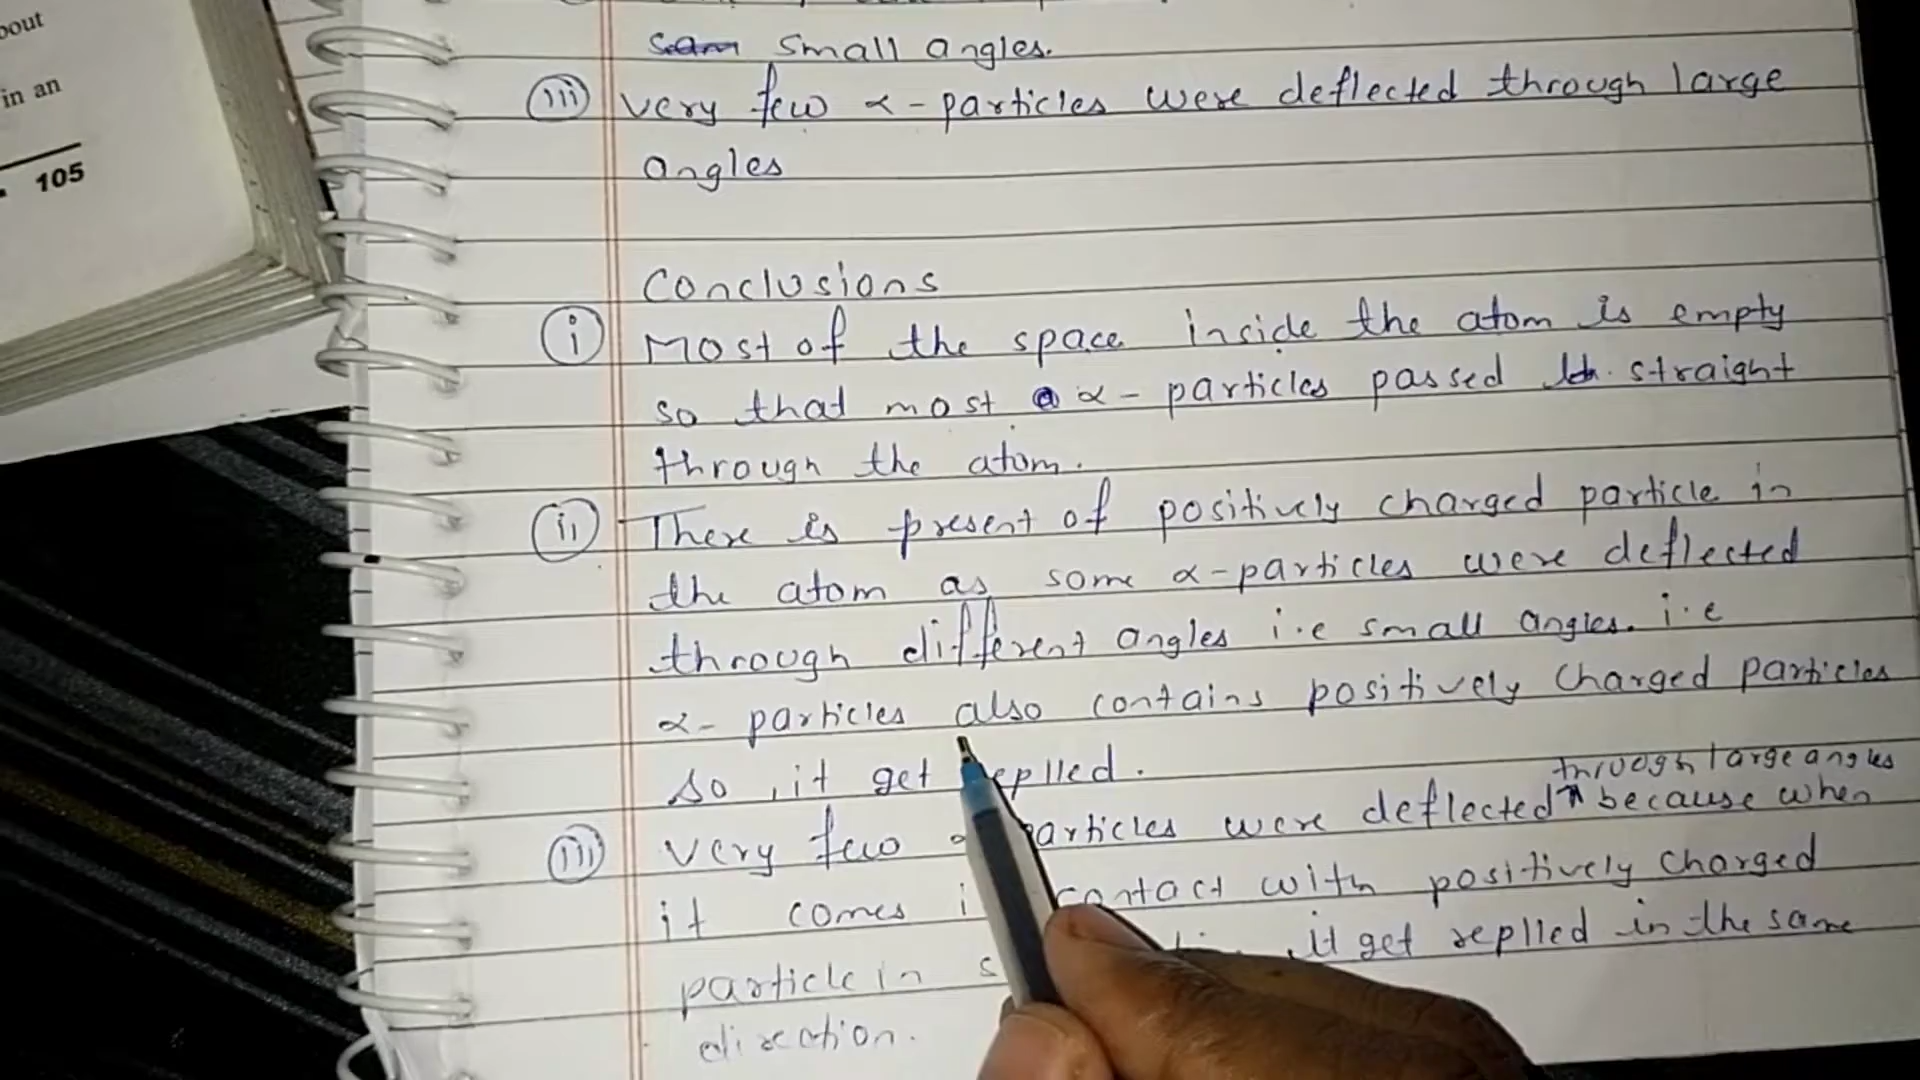 bout
in an
105
sam small angles.
(iii) very few α-particles were deflected through large
angles
Conclusions
(i) Most of the space inside the atom is empty
so that most α-particles passed straight
through the atom.
(ii) There is present of positively charged particle in
the atom as some α-particles were deflected
through different angles i.e small angles. i.e
α-particles also contains positively charged particles
so, it get replled.
through large angles
(iii) very few α particles were deflected because when
it comes contact with positively charged
particle in it get replled in the same
direction.